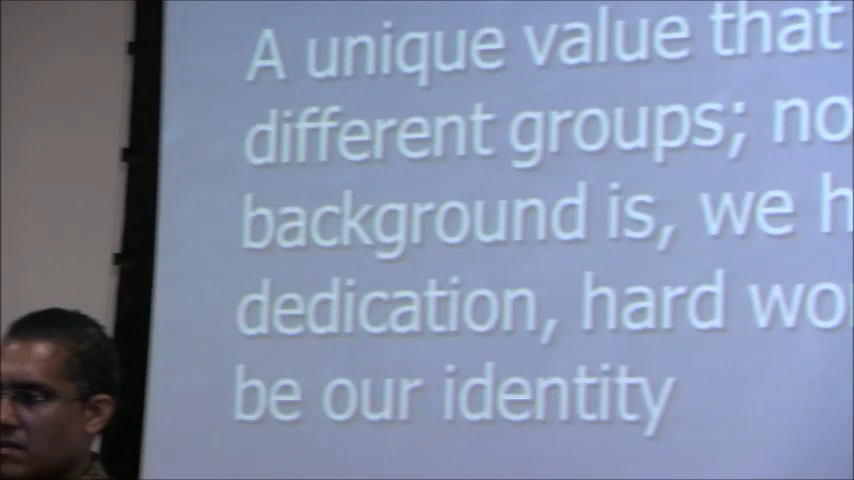 A unique value that
different groups; no
background is, we h
dedication, hard wo
be our identity